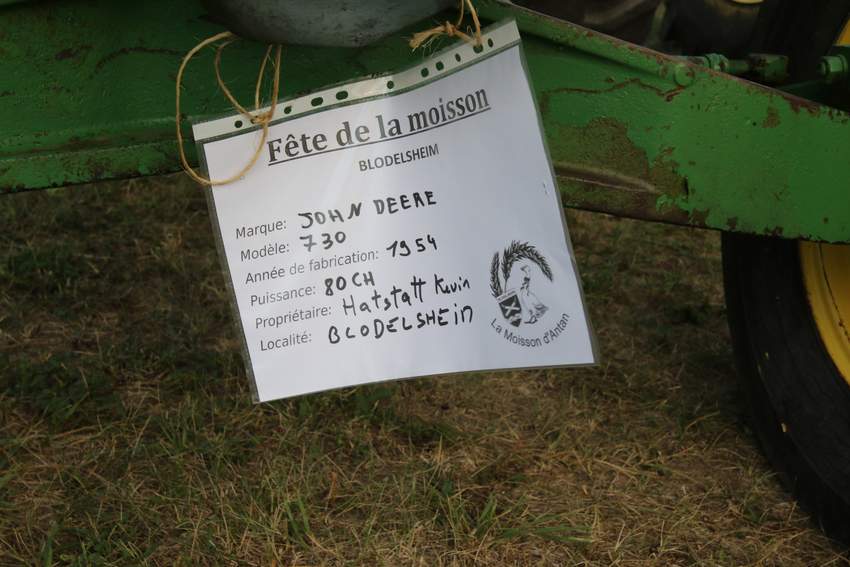 Fête de la moisson
BLODELSHEIM
Marque: JOHN DEERE
Modèle: 730
Année de fabrication: 1954
Puissance: 80CH
Propriétaire: Hatstatt Kevin
Localité: BLODELSHEIM
La Moisson d'Antan